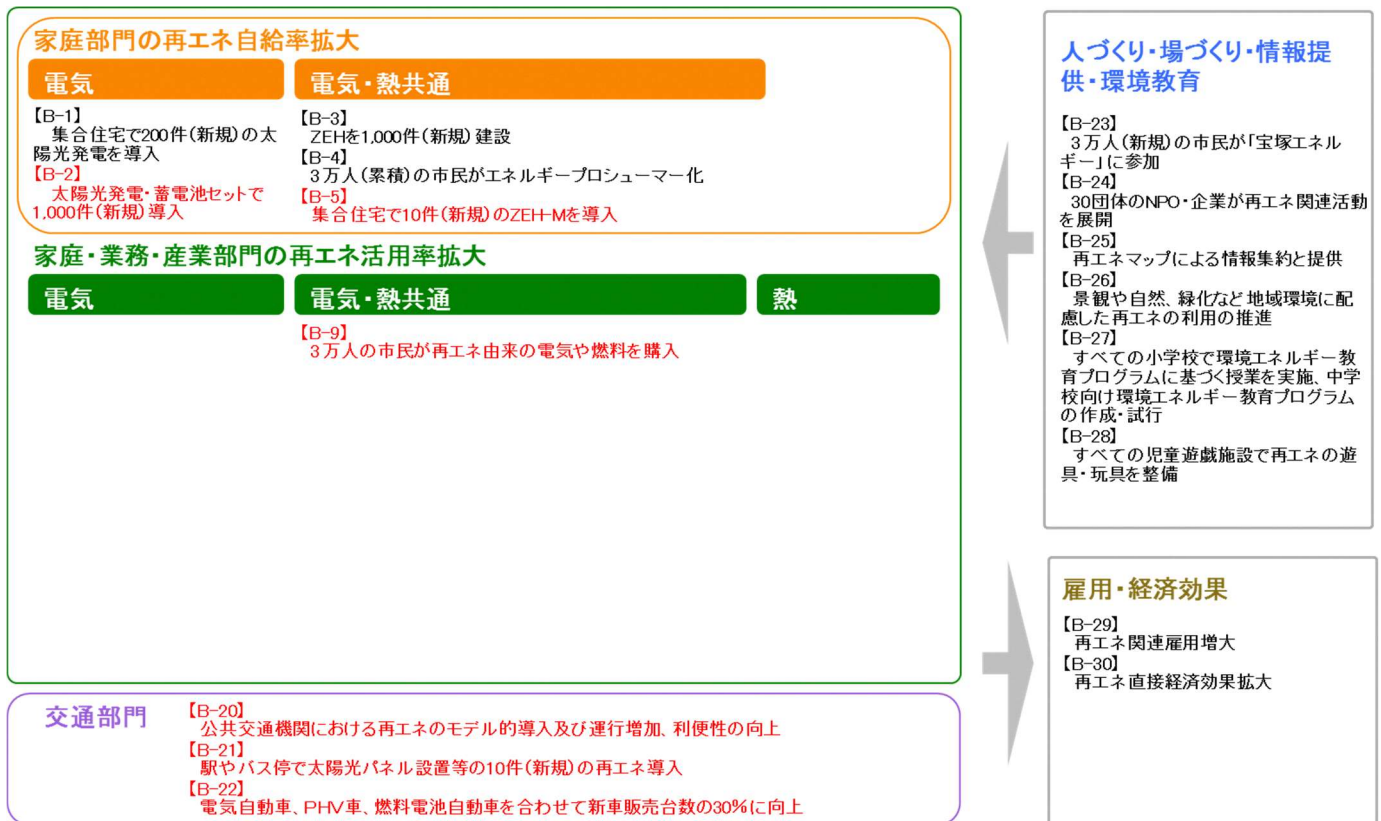 家庭部門の再エネ自給率拡大
電気
【B-1】
集合住宅で200件(新規)の太
陽光発電を導入
【B-2】
太陽光発電・蓄電池セットで
1,000件(新規)導入
電気・熱共通
【B-3】
ZEHを1,000件(新規)建設
【B-4】
3万人(累積)の市民がエネルギープロシューマー化
【B-5】
集合住宅で10件(新規)のZEH-Mを導入
家庭・業務・産業部門の再エネ活用率拡大
電気
電気・熱共通
熱
【B-9】
3万人の市民が再エネ由来の電気や燃料を購入
交通部門
【B-20】
公共交通機関における再エネのモデル的導入及び運行増加、利便性の向上
【B-21】
駅やバス停で太陽光パネル設置等の10件(新規)の再エネ導入
【B-22】
電気自動車、PHV車、燃料電池自動車を合わせて新車販売台数の30%に向上
人づくり・場づくり・情報提
供・環境教育
【B-23】
3万人(新規)の市民が「宝塚エネル
ギー」に参加
【B-24】
30団体のNPO・企業が再エネ関連活動
を展開
【B-25】
再エネマップによる情報集約と提供
【B-26】
景観や自然、緑化など地域環境に配
慮した再エネの利用の推進
【B-27】
すべての小学校で環境エネルギー教
育プログラムに基づく授業を実施、中学
校向け環境エネルギー教育プログラム
の作成・試行
【B-28】
すべての児童遊戯施設で再エネの遊
具・玩具を整備
雇用・経済効果
【B-29】
再エネ関連雇用増大
【B-30】
再エネ直接経済効果拡大